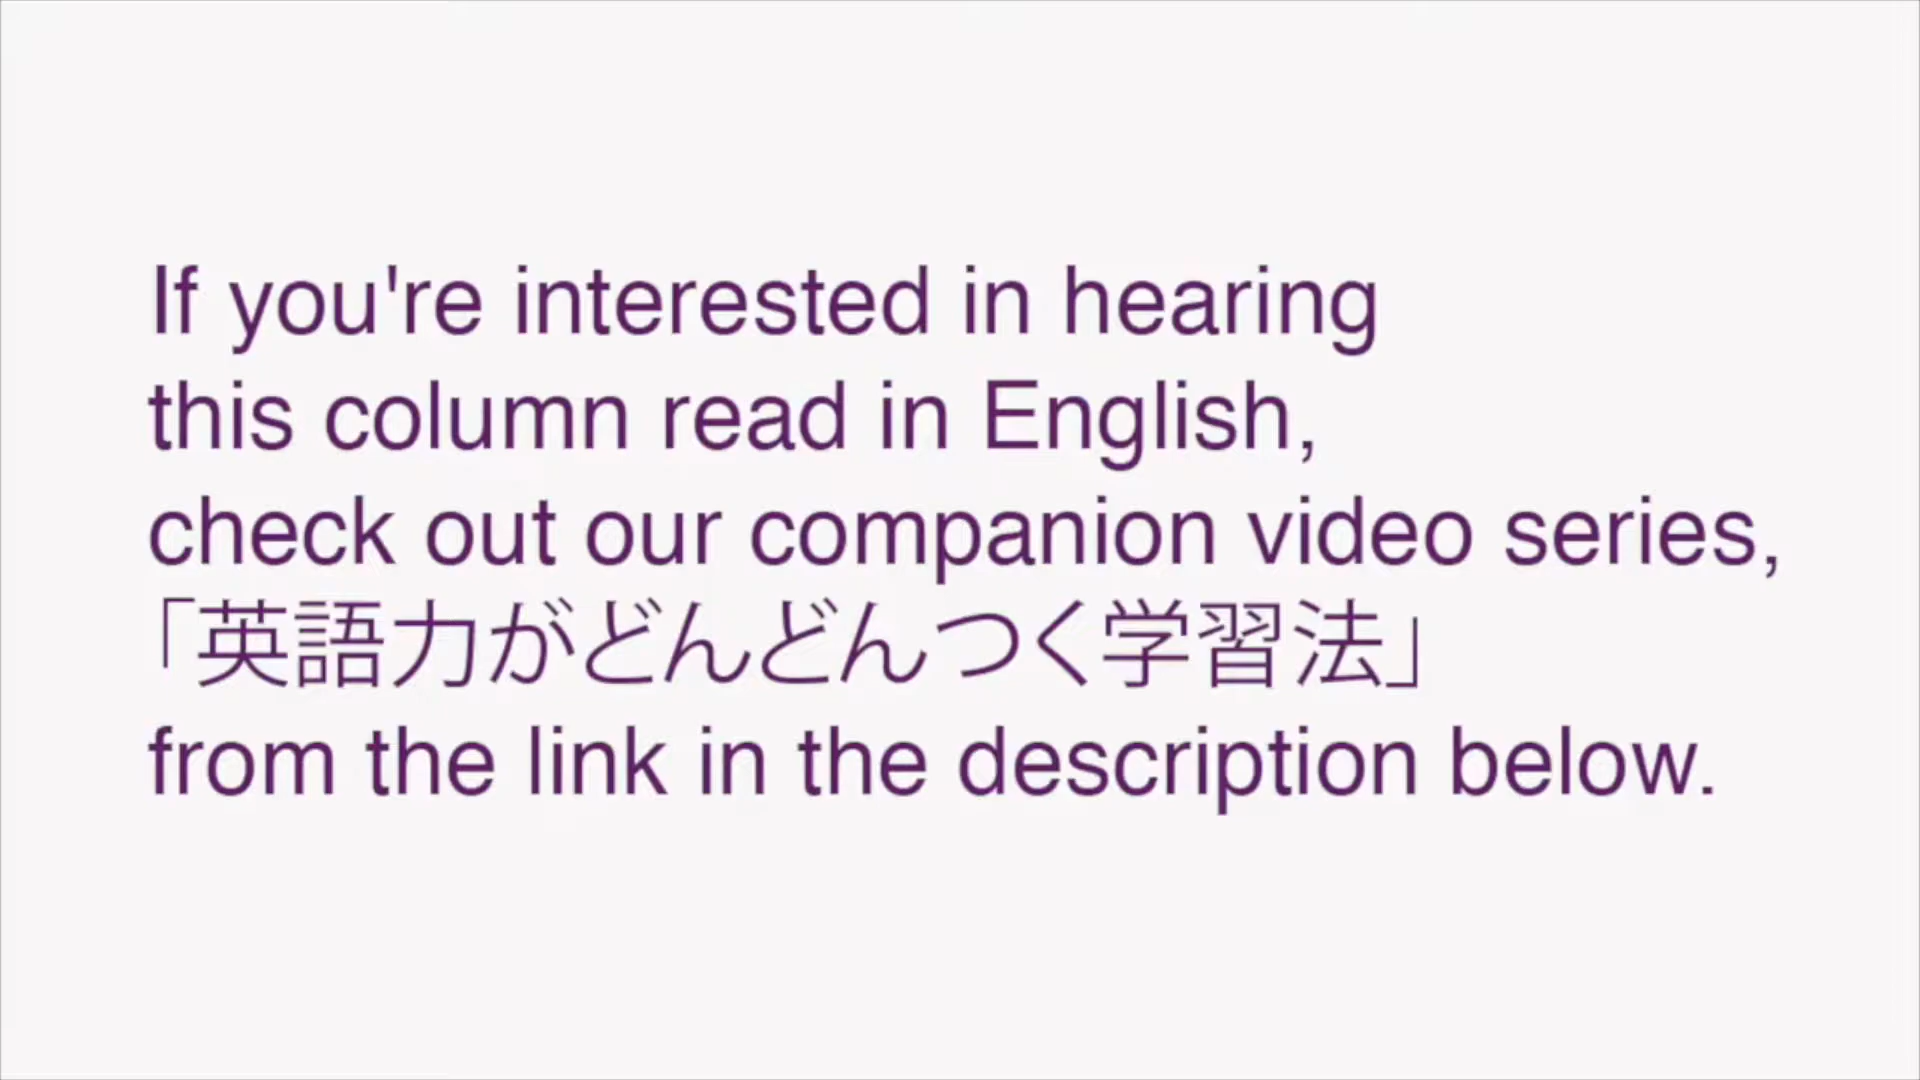 If you're interested in hearing
this column read in English,
check out our companion video series,
「英語力がどんどんつく学習法」
from the link in the description below.